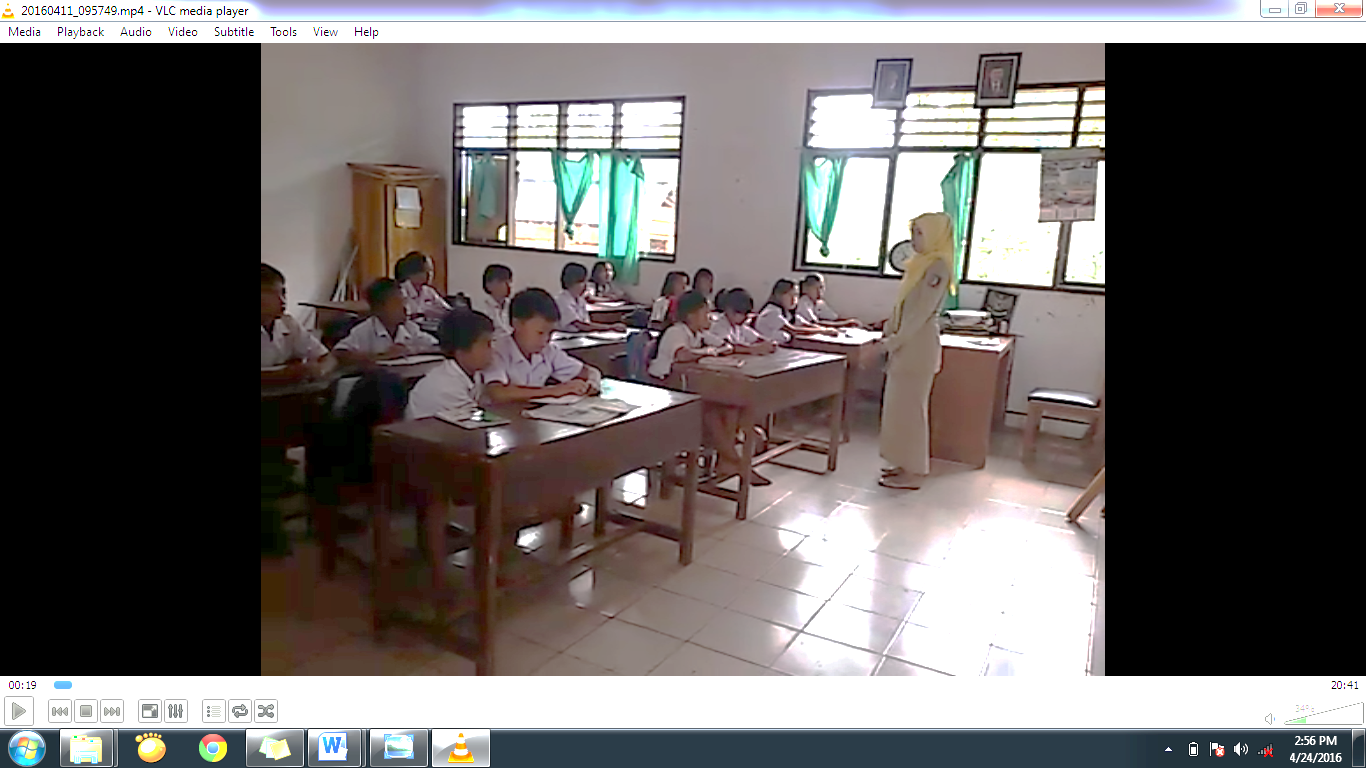 20160411_095749.mp4 - VLC media player
Media Playback Audio Video Subtitle Tools View Help
00:19
20:41
2:56 PM
4/24/2016